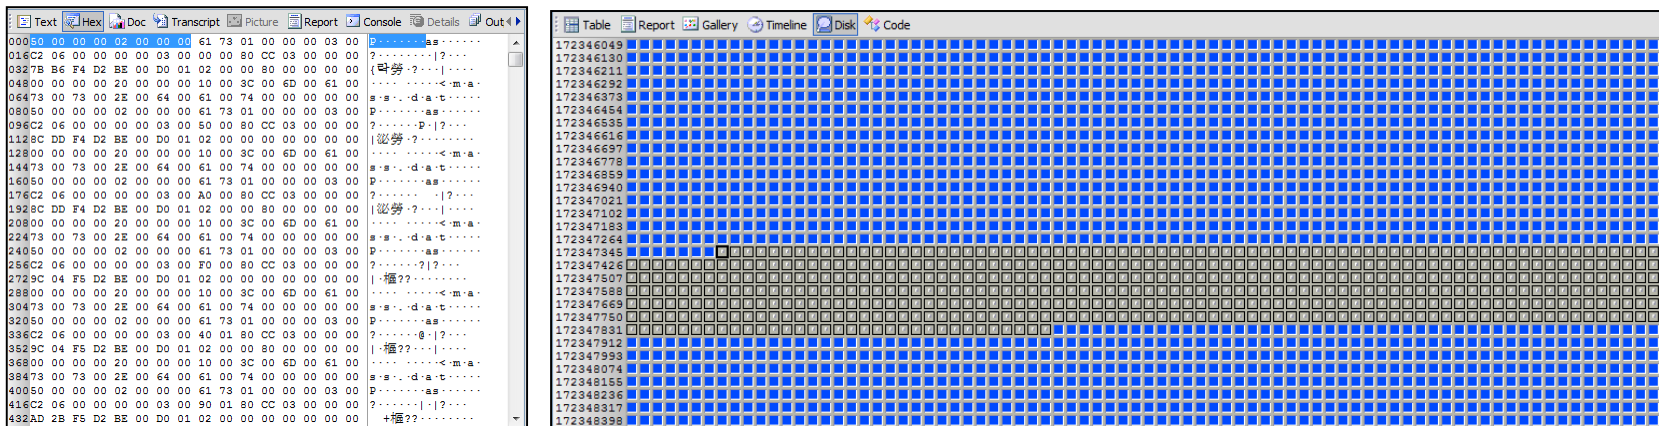 Text Hex Doc Transcript Picture Report Console Details Out
000 50 00 00 00 02 00 00 00 61 73 01 00 00 00 03 00 P·······as······
016 C2 06 00 00 00 00 03 00 00 00 80 CC 03 00 00 00
032 7B B6 F4 D2 BE 00 D0 01 02 00 00 80 00 00 00 00
048 00 00 00 00 20 00 00 00 10 00 3C 00 6D 00 61 00
064 73 00 73 00 2E 00 64 00 61 00 74 00 00 00 00 00 s·s·.·d·a·t·····
080 50 00 00 00 02 00 00 00 61 73 01 00 00 00 03 00 P·······as······
096 C2 06 00 00 00 00 03 00 50 00 80 CC 03 00 00 00
112 8C DD F4 D2 BE 00 D0 01 02 00 00 00 00 00 00 00
128 00 00 00 00 20 00 00 00 10 00 3C 00 6D 00 61 00
144 73 00 73 00 2E 00 64 00 61 00 74 00 00 00 00 00 s·s·.·d·a·t·····
160 50 00 00 00 02 00 00 00 61 73 01 00 00 00 03 00 P·······as······
176 C2 06 00 00 00 00 03 00 A0 00 80 CC 03 00 00 00
192 8C DD F4 D2 BE 00 D0 01 02 00 00 80 00 00 00 00
208 00 00 00 00 20 00 00 00 10 00 3C 00 6D 00 61 00
224 73 00 73 00 2E 00 64 00 61 00 74 00 00 00 00 00 s·s·.·d·a·t·····
240 50 00 00 00 02 00 00 00 61 73 01 00 00 00 03 00 P·······as······
256 C2 06 00 00 00 00 03 00 F0 00 80 CC 03 00 00 00
272 9C 04 F5 D2 BE 00 D0 01 02 00 00 00 00 00 00 00
288 00 00 00 00 20 00 00 00 10 00 3C 00 6D 00 61 00
304 73 00 73 00 2E 00 64 00 61 00 74 00 00 00 00 00 s·s·.·d·a·t·····
320 50 00 00 00 02 00 00 00 61 73 01 00 00 00 03 00 P·······as······
336 C2 06 00 00 00 00 03 00 40 01 80 CC 03 00 00 00
352 9C 04 F5 D2 BE 00 D0 01 02 00 00 80 00 00 00 00
368 00 00 00 00 20 00 00 00 10 00 3C 00 6D 00 61 00
384 73 00 73 00 2E 00 64 00 61 00 74 00 00 00 00 00 s·s·.·d·a·t·····
400 50 00 00 00 02 00 00 00 61 73 01 00 00 00 03 00 P·······as······
416 C2 06 00 00 00 00 03 00 90 01 80 CC 03 00 00 00
432 AD 2B F5 D2 BE 00 D0 01 02 00 00 00 00 00 00 00
Table Report Gallery Timeline Disk Code
172346049
172346130
172346211
172346292
172346373
172346454
172346535
172346616
172346697
172346778
172346859
172346940
172347021
172347102
172347183
172347264
172347345
172347426
172347507
172347588
172347669
172347750
172347831
172347912
172347993
172348074
172348155
172348236
172348317
172348398